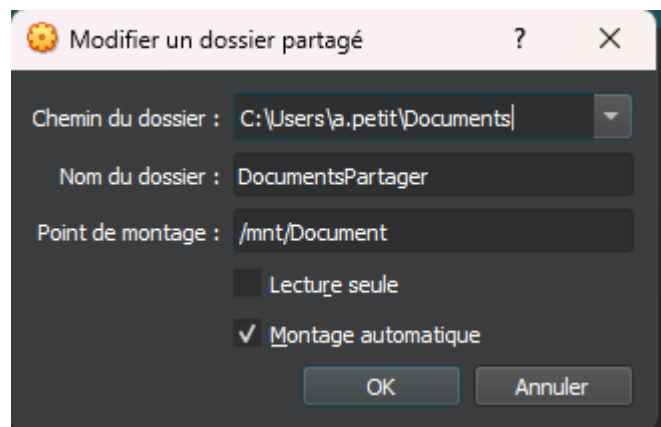 Modifier un dossier partagé ?
Chemin du dossier : C:\Users\a.petit\Documents
Nom du dossier : DocumentsPartager
Point de montage : /mnt/Document
Lecture seule
Montage automatique
OK Annuler